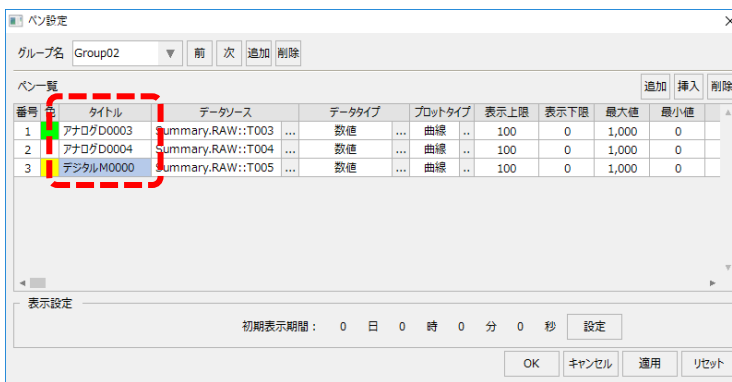 ペン設定
グループ名 Group02 前 次 追加 削除
ペン一覧 追加 挿入 削除
番号 色 タイトル データソース データタイプ プロットタイプ 表示上限 表示下限 最大値 最小値
1 アナログD0003 Summary.RAW::T003 ... 数値 ... 曲線 .. 100 0 1,000 0
2 アナログD0004 Summary.RAW::T004 ... 数値 ... 曲線 .. 100 0 1,000 0
3 デジタルM0000 Summary.RAW::T005 ... 数値 ... 曲線 .. 100 0 1,000 0
表示設定
初期表示期間： 0 日 0 時 0 分 0 秒 設定
OK キャンセル 適用 リセット